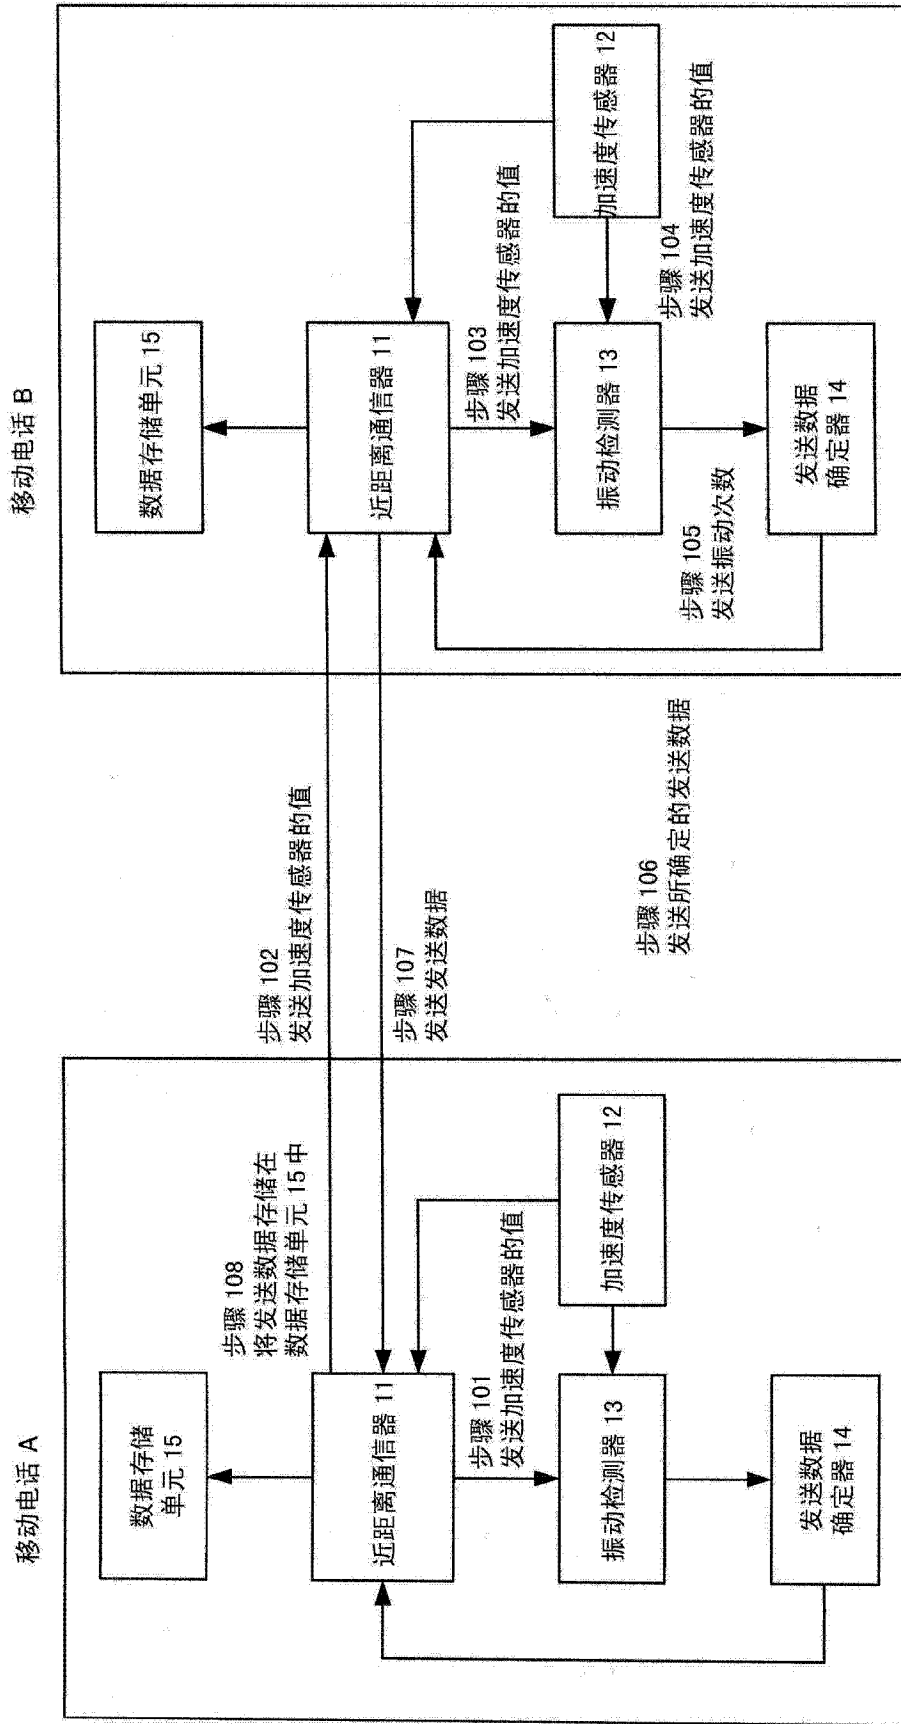 移动电话 A
移动电话 B
数据存储
单元 15
步骤 108
将发送数据存储在
数据存储单元 15 中
近距离通信器 11
步骤 101
发送加速度传感器的值
加速度传感器 12
振动检测器 13
发送数据
确定器 14
步骤 102
发送加速度传感器的值
步骤 107
发送发送数据
步骤 106
发送所确定的发送数据
数据存储单元 15
近距离通信器 11
步骤 103
发送加速度传感器的值
加速度传感器 12
步骤 104
发送加速度传感器的值
振动检测器 13
步骤 105
发送振动次数
发送数据
确定器 14